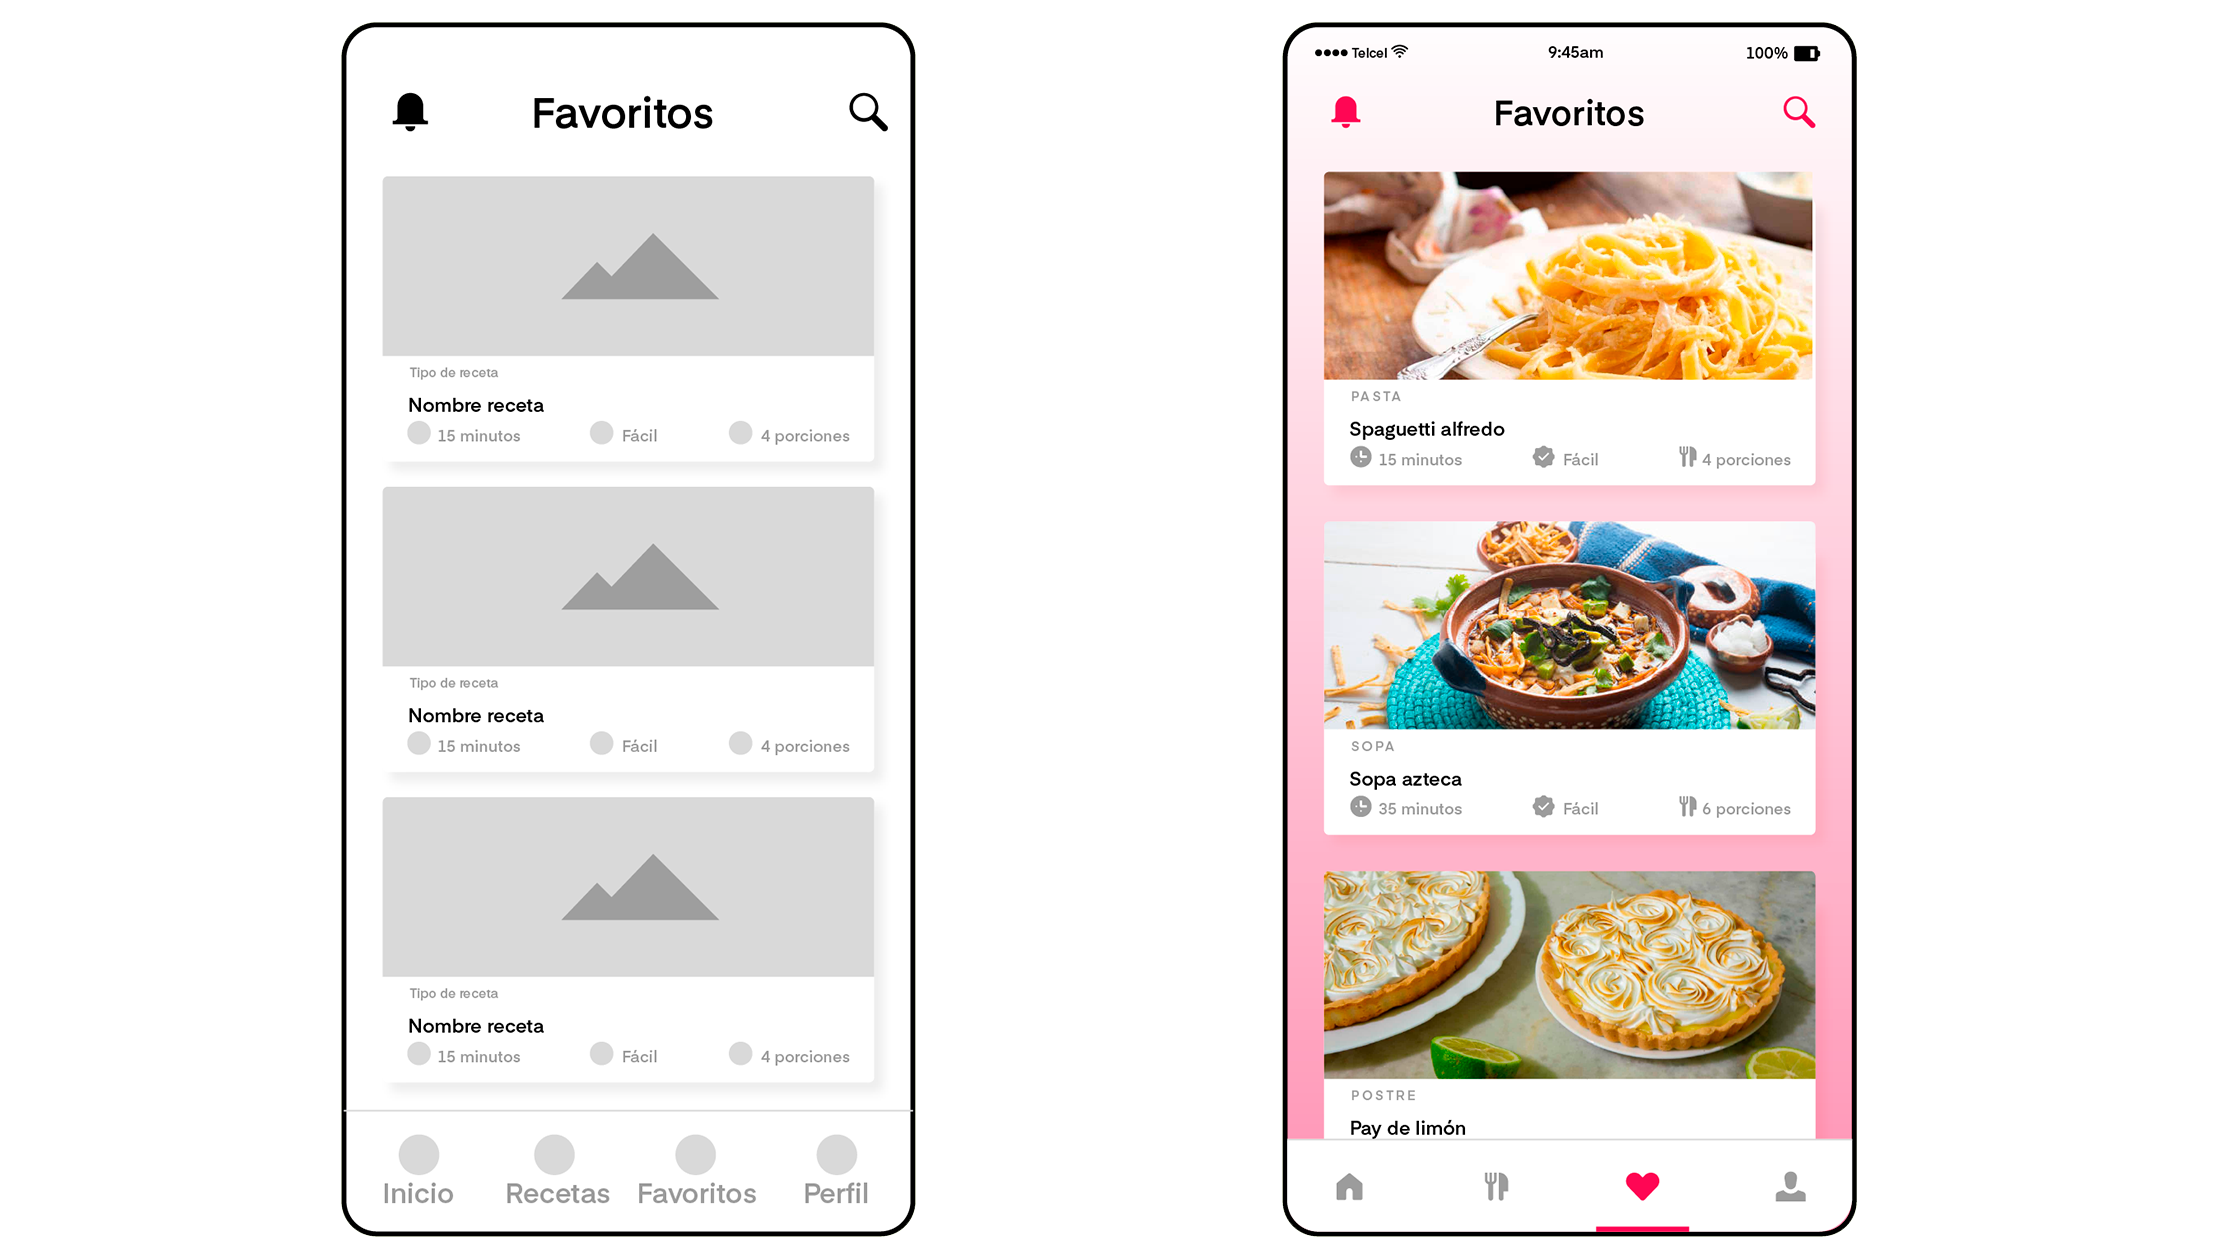 Favoritos
Tipo de receta
Nombre receta
15 minutos Fácil 4 porciones
Tipo de receta
Nombre receta
15 minutos Fácil 4 porciones
Tipo de receta
Nombre receta
15 minutos Fácil 4 porciones
Inicio Recetas Favoritos Perfil
Telcel 9:45am 100%
Favoritos
PASTA
Spaguetti alfredo
15 minutos Fácil 4 porciones
SOPA
Sopa azteca
35 minutos Fácil 6 porciones
POSTRE
Pay de limón